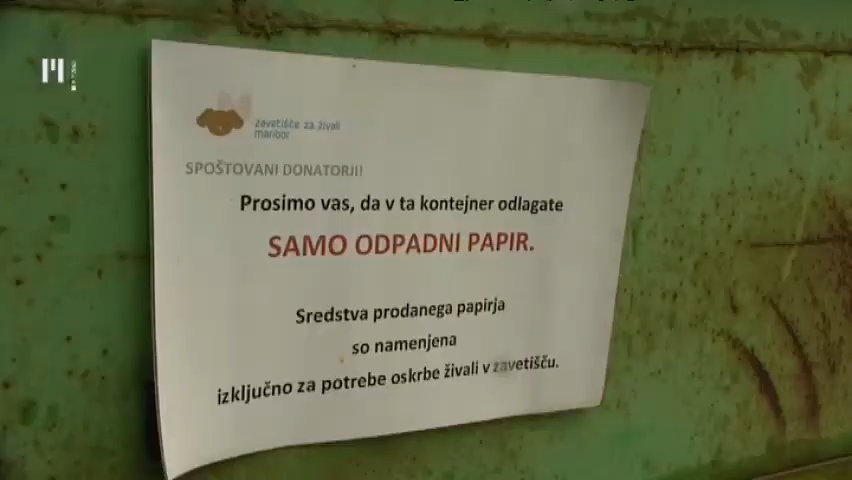 zavetišče za živali
maribor
SPOŠTOVANI DONATORJI!
Prosimo vas, da v ta kontejner odlagate
SAMO ODPADNI PAPIR.
Sredstva prodanega papirja
so namenjena
izključno za potrebe oskrbe živali v zavetišču.